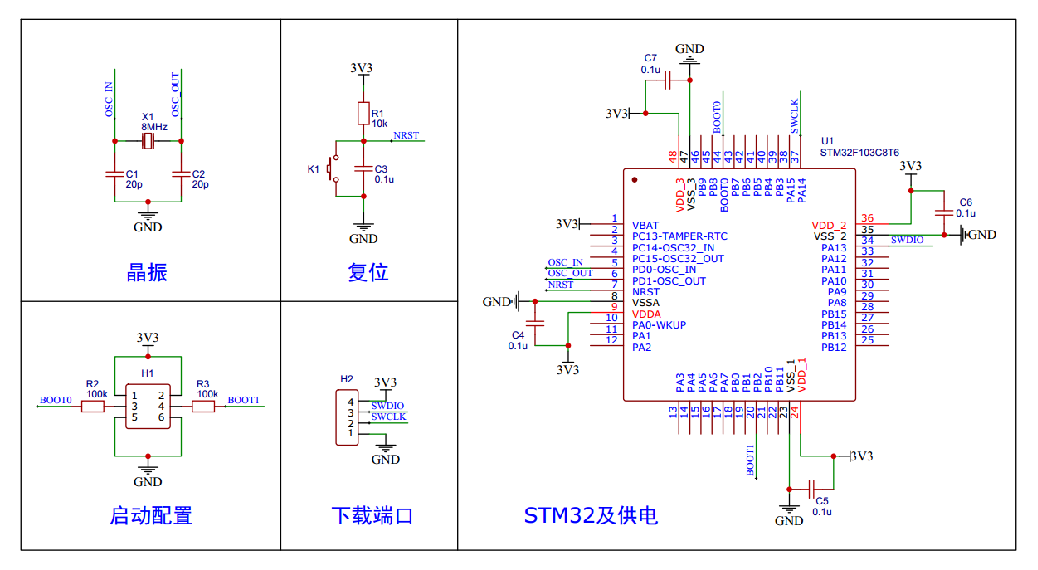 OSC_IN
OSC_OUT
X1
8MHz
C1
20p
C2
20p
GND
晶振
3V3
R1
10k
NRST
K1
C3
0.1u
GND
复位
3V3
H1
R2
100k
R3
100k
BOOT0
BOOT1
1 2
3 4
5 6
GND
启动配置
H2
3V3
4
3
2
1
SWDIO
SWCLK
GND
下载端口
GND
C7
0.1u
3V3
BOOT0
SWCLK
U1
STM32F103C8T6
48 47 46 45 44 43 42 41 40 39 38 37
VDD_3 VSS_3 PB9 PB8 BOOT0 PB7 PB6 PB5 PB4 PB3 PA15 PA14
3V3
C6
0.1u
GND
SWDIO
3V3
1 VBAT
2 PC13-TAMPER-RTC
3 PC14-OSC32_IN
4 PC15-OSC32_OUT
OSC_IN 5 PD0-OSC_IN
OSC_OUT 6 PD1-OSC_OUT
NRST 7 NRST
8 VSSA
9 VDDA
10 PA0-WKUP
11 PA1
12 PA2
GND
C4
0.1u
3V3
VDD_2 36
VSS_2 35
PA13 34
PA12 33
PA11 32
PA10 31
PA9 30
PA8 29
PB15 28
PB14 27
PB13 26
PB12 25
PA3 PA4 PA5 PA6 PA7 PB0 PB1 PB2 PB10 PB11 VSS_1 VDD_1
13 14 15 16 17 18 19 20 21 22 23 24
BOOT1
3V3
C5
0.1u
GND
STM32及供电